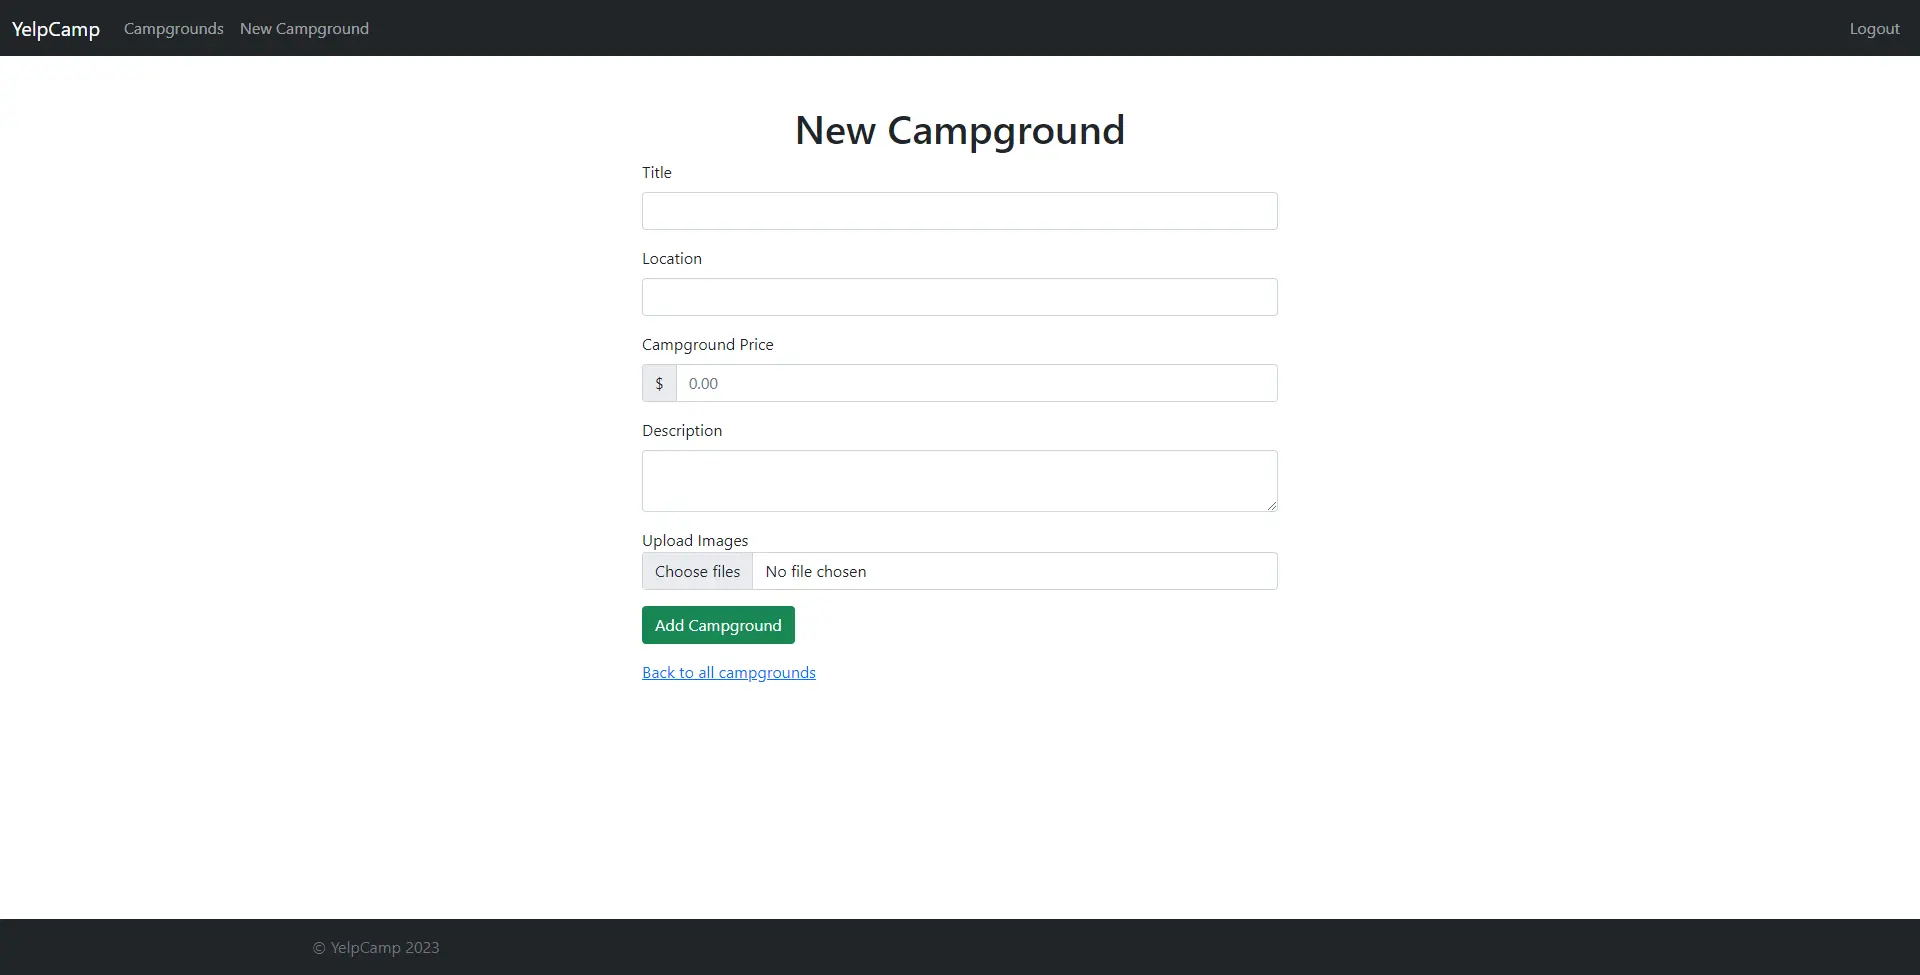 YelpCamp Campgrounds New Campground Logout
New Campground
Title
Location
Campground Price
$ 0.00
Description
Upload Images
Choose files No file chosen
Add Campground
Back to all campgrounds
© YelpCamp 2023